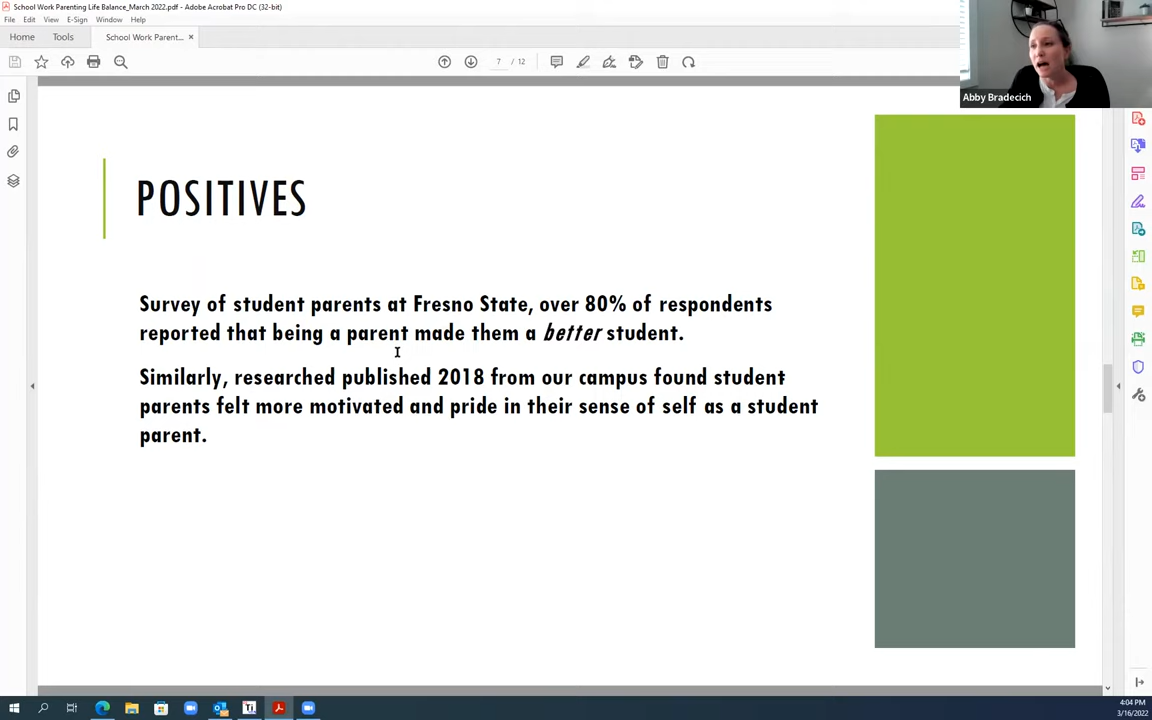 School Work Parenting Life Balance_March 2022.pdf - Adobe Acrobat Pro DC (32-bit)
File Edit View E-Sign Window Help
Home Tools School Work Parent... ×
7 / 12
Abby Bradecich
POSITIVES
Survey of student parents at Fresno State, over 80% of respondents
reported that being a parent made them a better student.
Similarly, researched published 2018 from our campus found student
parents felt more motivated and pride in their sense of self as a student
parent.
4:04 PM
3/16/2022